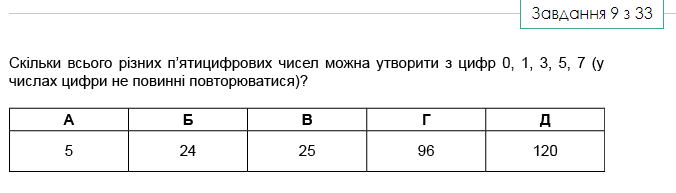 Завдання 9 з 33
Скільки всього різних п’ятицифрових чисел можна утворити з цифр 0, 1, 3, 5, 7 (у
числах цифри не повинні повторюватися)?
А Б В Г Д
5 24 25 96 120